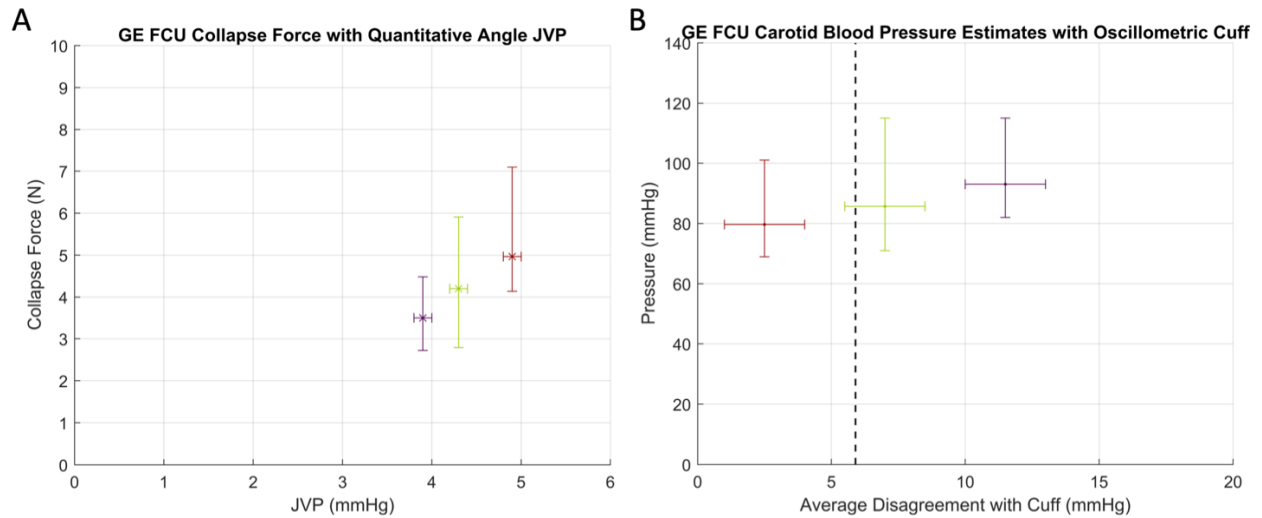 A
GE FCU Collapse Force with Quantitative Angle JVP
10
9
8
7
6
5
4
3
2
1
0
Collapse Force (N)
0 1 2 3 4 5 6
JVP (mmHg)
B
GE FCU Carotid Blood Pressure Estimates with Oscillometric Cuff
140
120
100
80
60
40
20
0
Pressure (mmHg)
0 5 10 15 20
Average Disagreement with Cuff (mmHg)